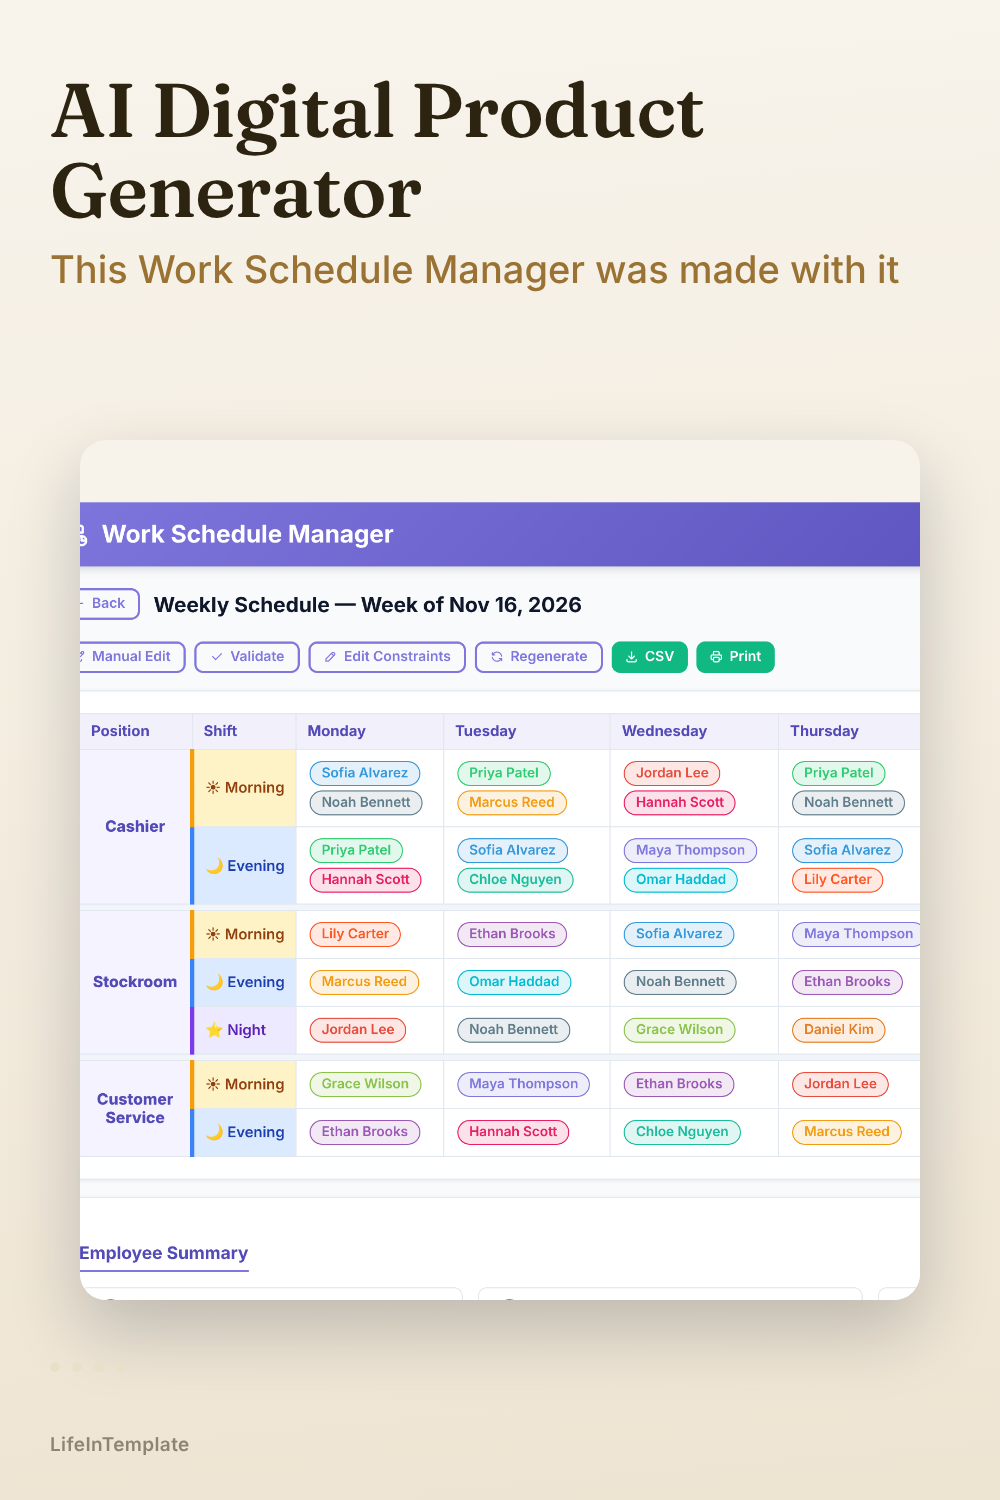 AI Digital Product
Generator
This Work Schedule Manager was made with it
Work Schedule Manager
Back
Weekly Schedule — Week of Nov 16, 2026
Manual Edit Validate Edit Constraints Regenerate CSV Print
Position Shift Monday Tuesday Wednesday Thursday
Cashier
Morning
Sofia Alvarez Priya Patel Jordan Lee Priya Patel
Noah Bennett Marcus Reed Hannah Scott Noah Bennett
Evening
Priya Patel Sofia Alvarez Maya Thompson Sofia Alvarez
Hannah Scott Chloe Nguyen Omar Haddad Lily Carter
Stockroom
Morning Lily Carter Ethan Brooks Sofia Alvarez Maya Thompson
Evening Marcus Reed Omar Haddad Noah Bennett Ethan Brooks
Night Jordan Lee Noah Bennett Grace Wilson Daniel Kim
Customer
Service
Morning Grace Wilson Maya Thompson Ethan Brooks Jordan Lee
Evening Ethan Brooks Hannah Scott Chloe Nguyen Marcus Reed
Employee Summary
LifeInTemplate